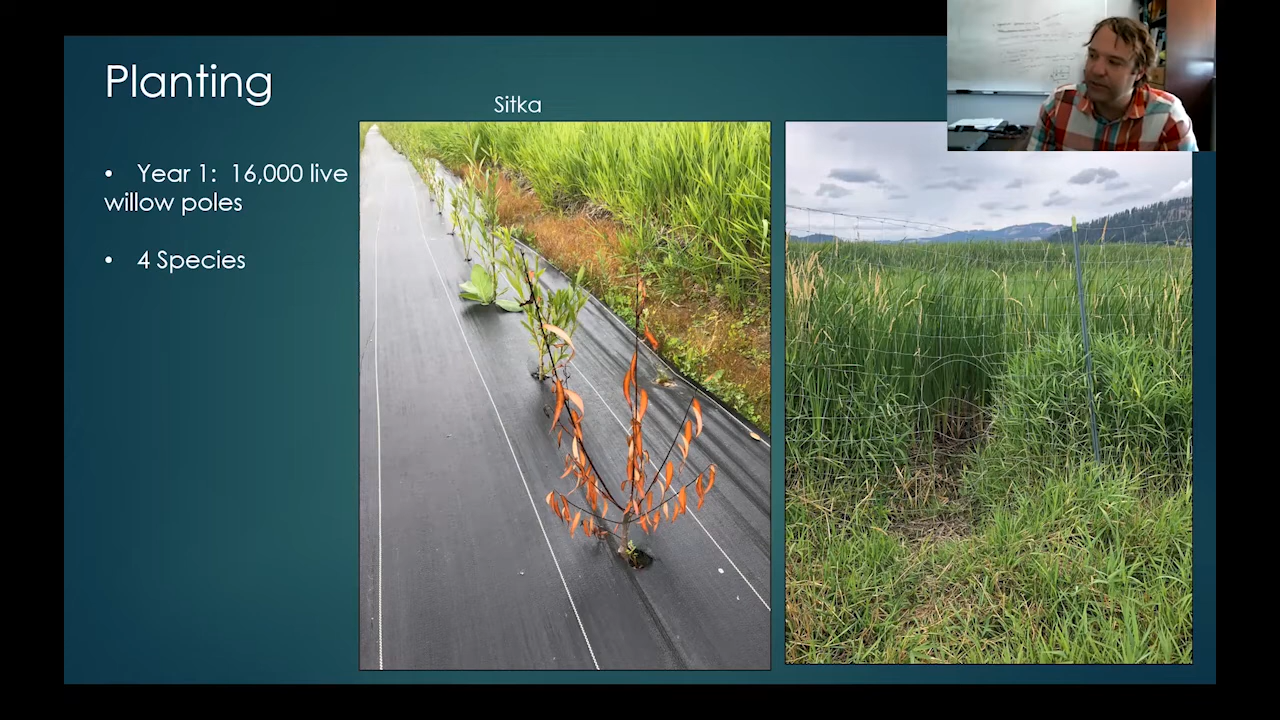 Planting
Sitka
• Year 1: 16,000 live
willow poles
• 4 Species